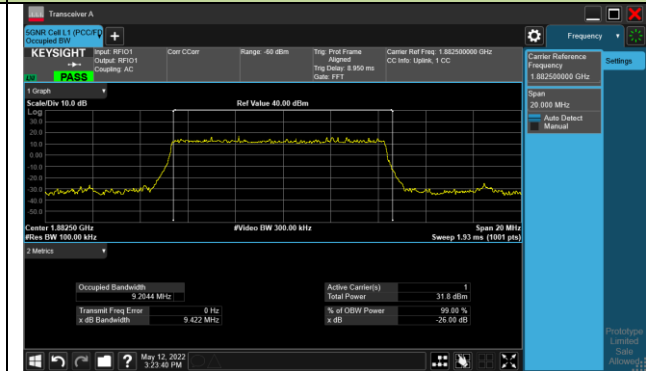 Transceiver A
5GNR Cell L1 (PCC/FD
Occupied BW
+
Frequency
KEYSIGHT
LXI
PASS
Input: RFIO1
Output: RFIO1
Coupling: AC
Corr CCorr
Range: -60 dBm
Trig: Prot Frame
Aligned
Trig Delay: 8.950 ms
Gate: FFT
Carrier Ref Freq: 1.882500000 GHz
CC Info: Uplink, 1 CC
Carrier Reference
Frequency
1.882500000 GHz
Settings
Span
20.000 MHz
Auto Detect
Manual
1 Graph
Scale/Div 10.0 dB
Ref Value 40.00 dBm
Log
30.0
20.0
10.0
0.00
-10.0
-20.0
-30.0
-40.0
-50.0
Center 1.88250 GHz
#Video BW 300.00 kHz
Span 20 MHz
#Res BW 100.00 kHz
Sweep 1.93 ms (1001 pts)
2 Metrics
Occupied Bandwidth
9.2044 MHz
Active Carrier(s) 1
Total Power 31.8 dBm
Transmit Freq Error 0 Hz
x dB Bandwidth 9.422 MHz
% of OBW Power 99.00 %
x dB -26.00 dB
?
May 12, 2022
3:23:40 PM
Prototype
Limited
Sale
Allowed